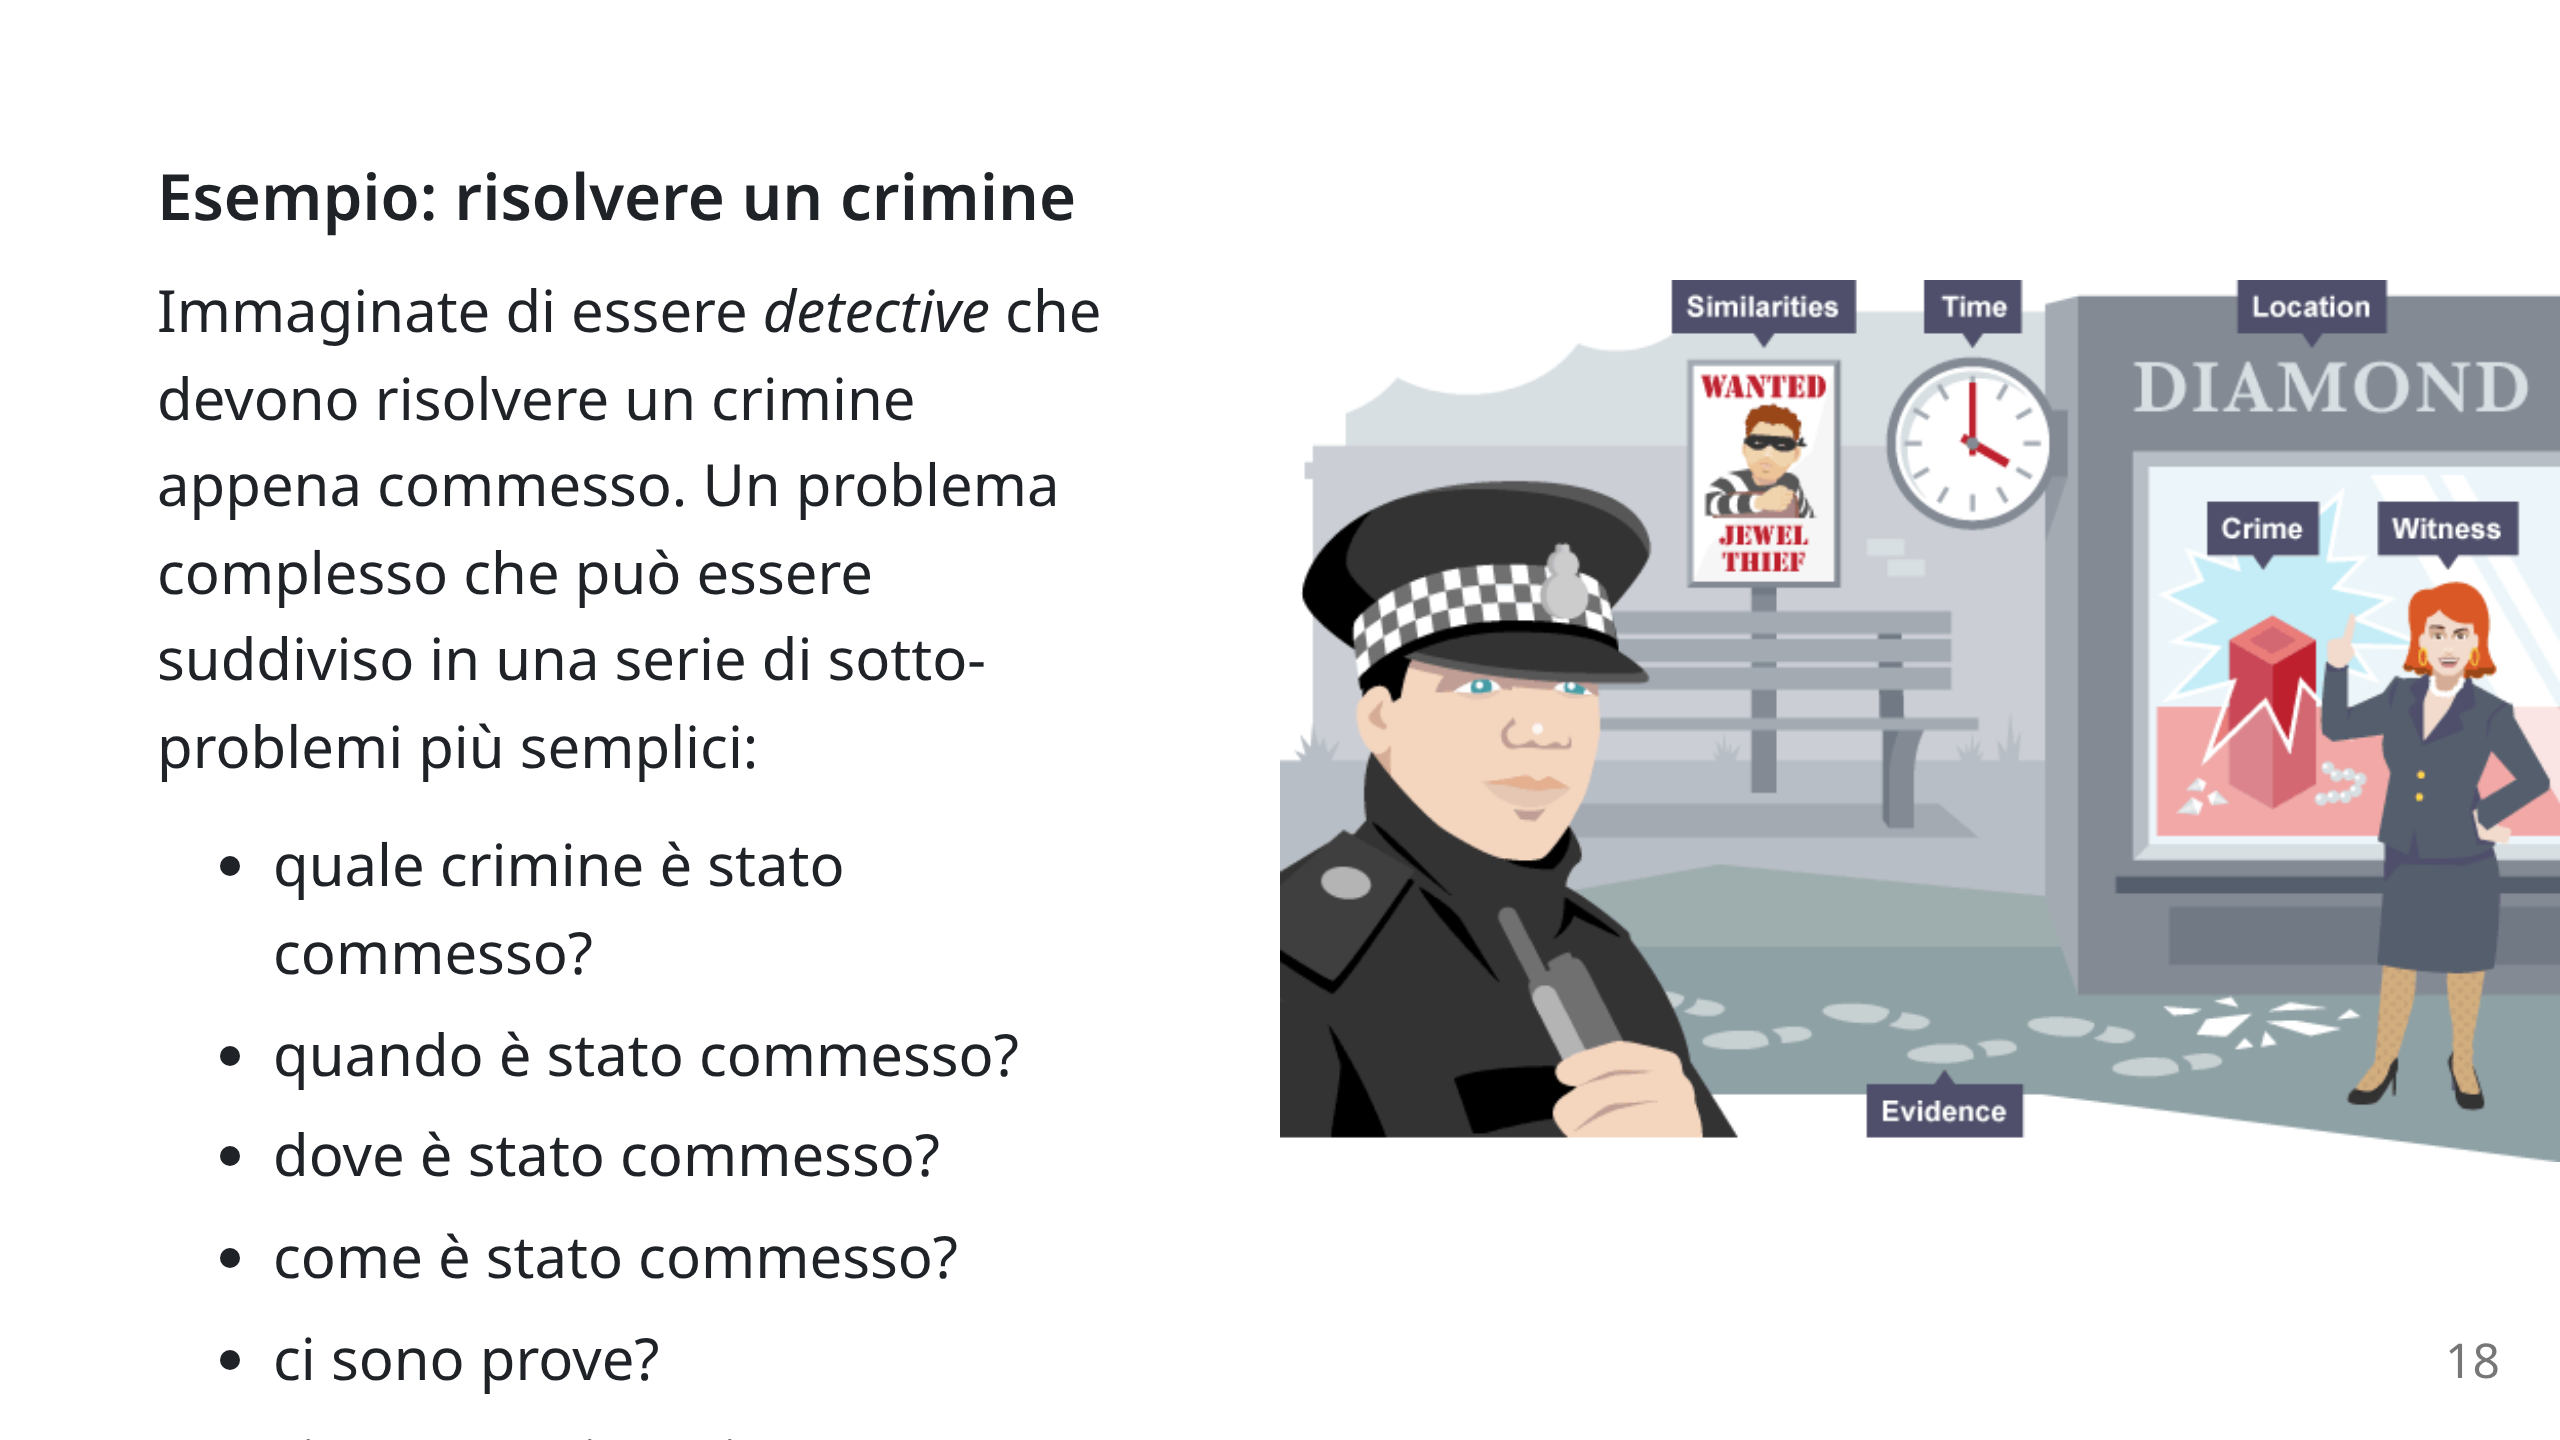 Esempio: risolvere un crimine
Immaginate di essere detective che
devono risolvere un crimine
appena commesso. Un problema
complesso che può essere
suddiviso in una serie di sotto-
problemi più semplici:
• quale crimine è stato
commesso?
• quando è stato commesso?
• dove è stato commesso?
• come è stato commesso?
• ci sono prove?
Similarities
Time
Location
WANTED
JEWEL
THIEF
DIAMOND
Crime
Witness
Evidence
18